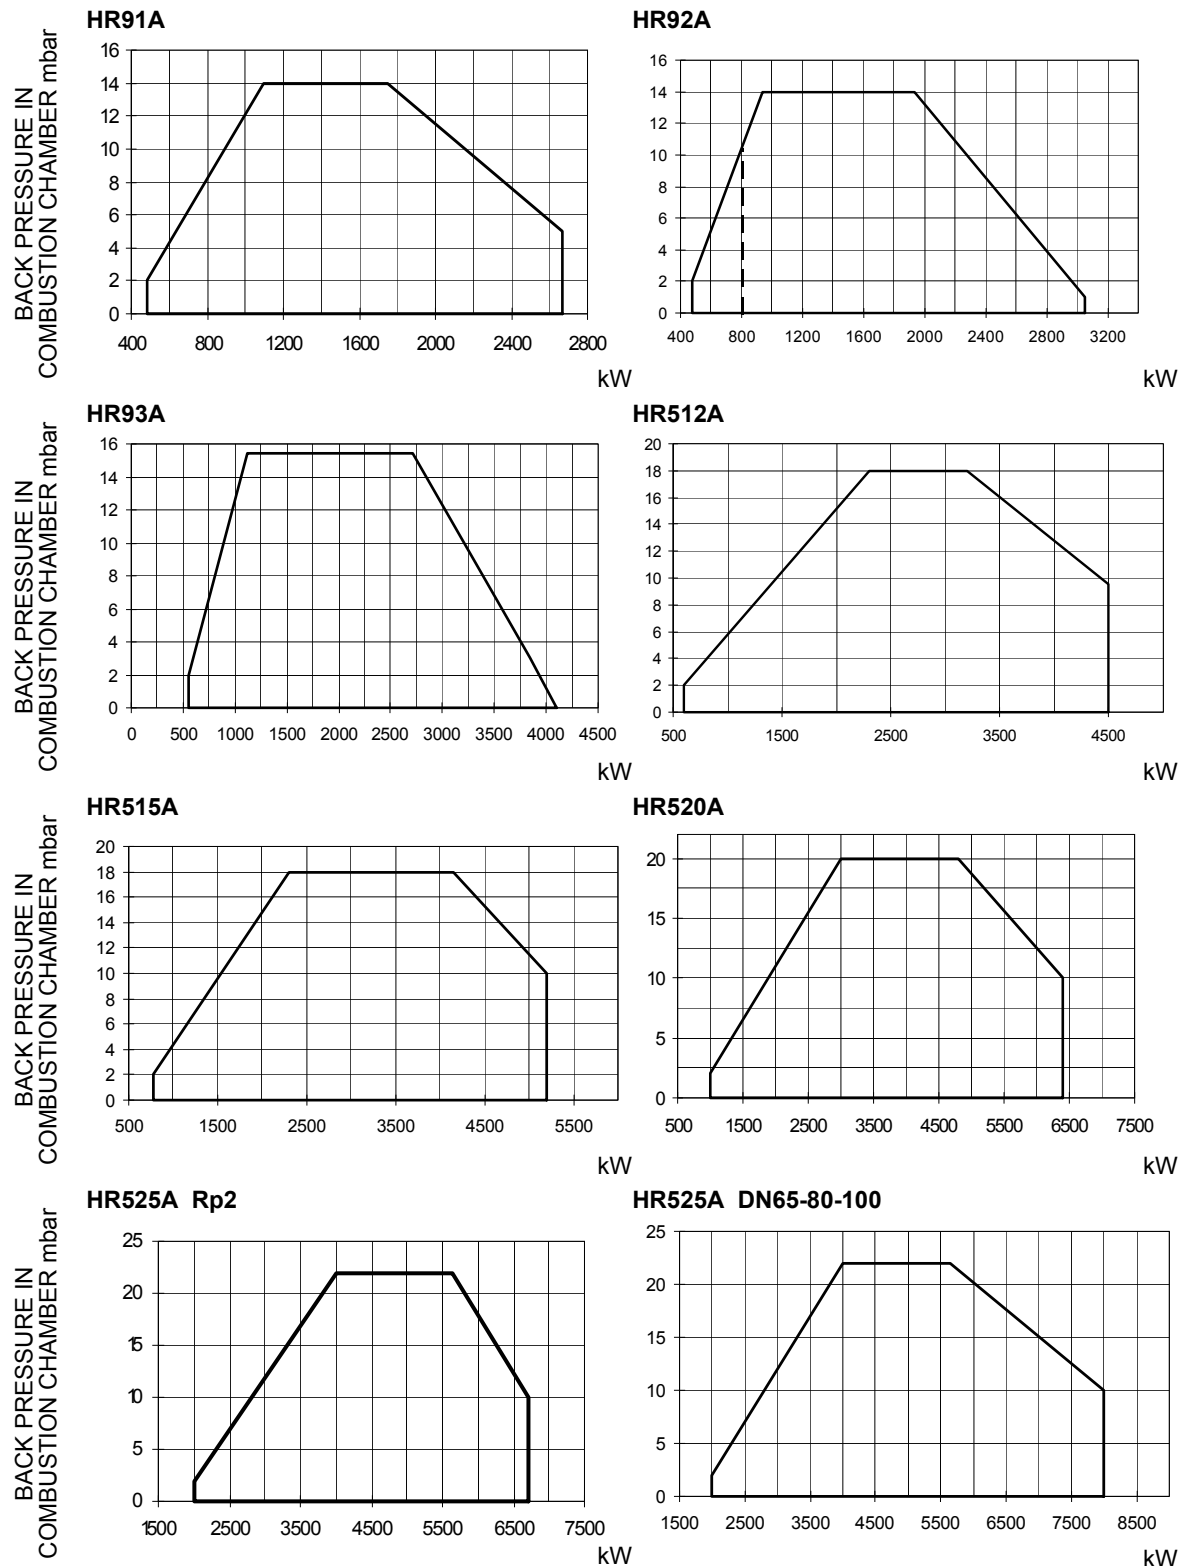 HR91A
BACK PRESSURE IN
COMBUSTION CHAMBER mbar
16
14
12
10
8
6
4
2
0
400 800 1200 1600 2000 2400 2800
kW
HR92A
16
14
12
10
8
6
4
2
0
400 800 1200 1600 2000 2400 2800 3200
kW
HR93A
BACK PRESSURE IN
COMBUSTION CHAMBER mbar
16
14
12
10
8
6
4
2
0
0 500 1000 1500 2000 2500 3000 3500 4000 4500
kW
HR512A
20
18
16
14
12
10
8
6
4
2
0
500 1500 2500 3500 4500
kW
HR515A
BACK PRESSURE IN
COMBUSTION CHAMBER mbar
20
18
16
14
12
10
8
6
4
2
0
500 1500 2500 3500 4500 5500
kW
HR520A
20
15
10
5
0
500 1500 2500 3500 4500 5500 6500 7500
kW
HR525A Rp2
BACK PRESSURE IN
COMBUSTION CHAMBER mbar
25
20
15
10
5
0
1500 2500 3500 4500 5500 6500 7500
kW
HR525A DN65-80-100
25
20
15
10
5
0
1500 2500 3500 4500 5500 6500 7500 8500
kW